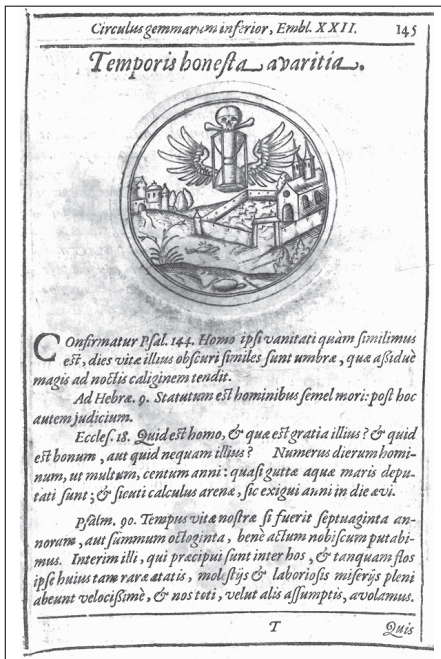 Circulus gemmarum inferior, Embl. XXII. 145
Temporis honesta avaritia.
Confirmatur Psal. 144. Homo ipsi vanitati quàm simillimus
est, dies vitæ illius obscuri similes sunt umbræ, quæ aßiduè
magis ad noctis caliginem tendit.
Ad Hebræ. 9. Statutum est hominibus semel mori: post hoc
autem judicium.
Eccles. 18. Quid est homo, & quæ est gratia illius? & quid
est bonum, aut quid nequam illius? Numerus dierum homi-
num, ut multum, centum anni: quasi guttæ aquæ maris depu-
tati sunt; & sicuti calculus arenæ, sic exigui anni in die ævi.
Psalm. 90. Tempus vitæ nostræ si fuerit septuaginta an-
norum, aut summum octoginta, benè actum nobiscum putabi-
mus. Interim illi, qui præcipui sunt inter hos, & tanquam flos
ipse huius tam raræ ætatis, molestijs & laboriosis miserijs pleni
abeunt velocißimè, & nos toti, velut alis assumptis, avolamus.
T Quis